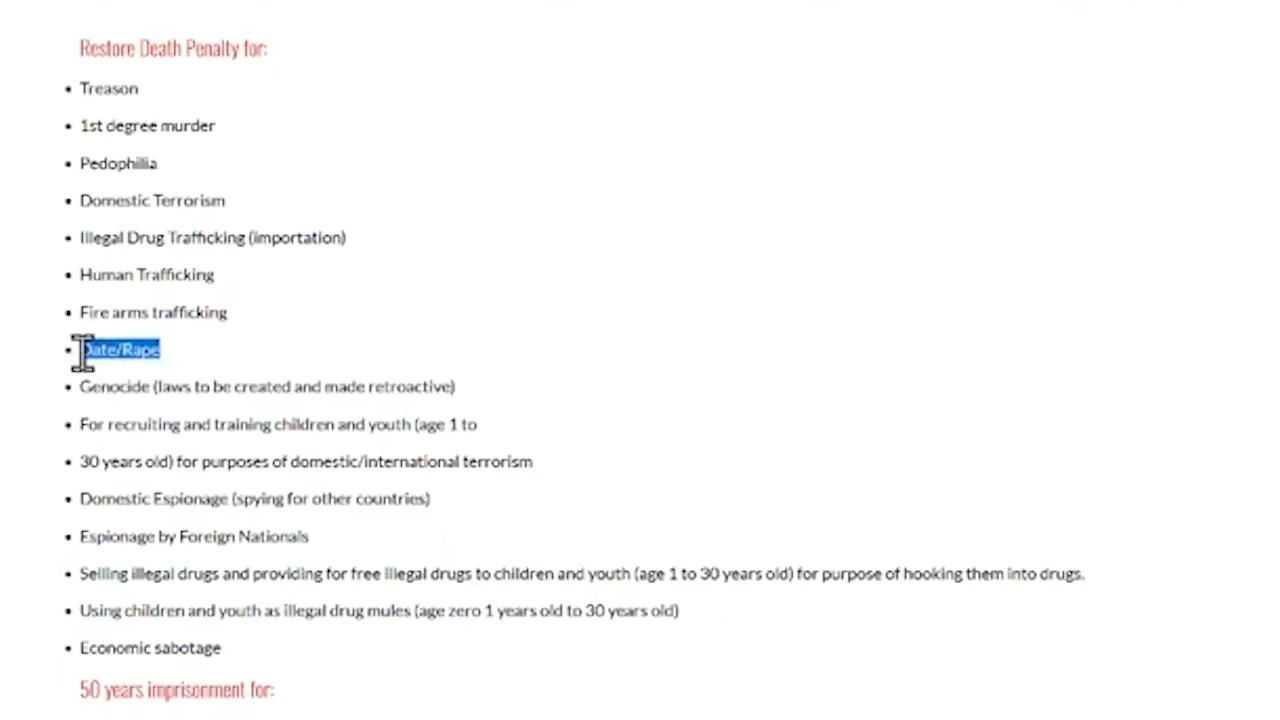 Restore Death Penalty for:
• Treason
• 1st degree murder
• Pedophilia
• Domestic Terrorism
• Illegal Drug Trafficking (importation)
• Human Trafficking
• Fire arms trafficking
• Date/Rape
• Genocide (laws to be created and made retroactive)
• For recruiting and training children and youth (age 1 to
• 30 years old) for purposes of domestic/international terrorism
• Domestic Espionage (spying for other countries)
• Espionage by Foreign Nationals
• Selling illegal drugs and providing for free illegal drugs to children and youth (age 1 to 30 years old) for purpose of hooking them into drugs.
• Using children and youth as illegal drug mules (age zero 1 years old to 30 years old)
• Economic sabotage
50 years imprisonment for: